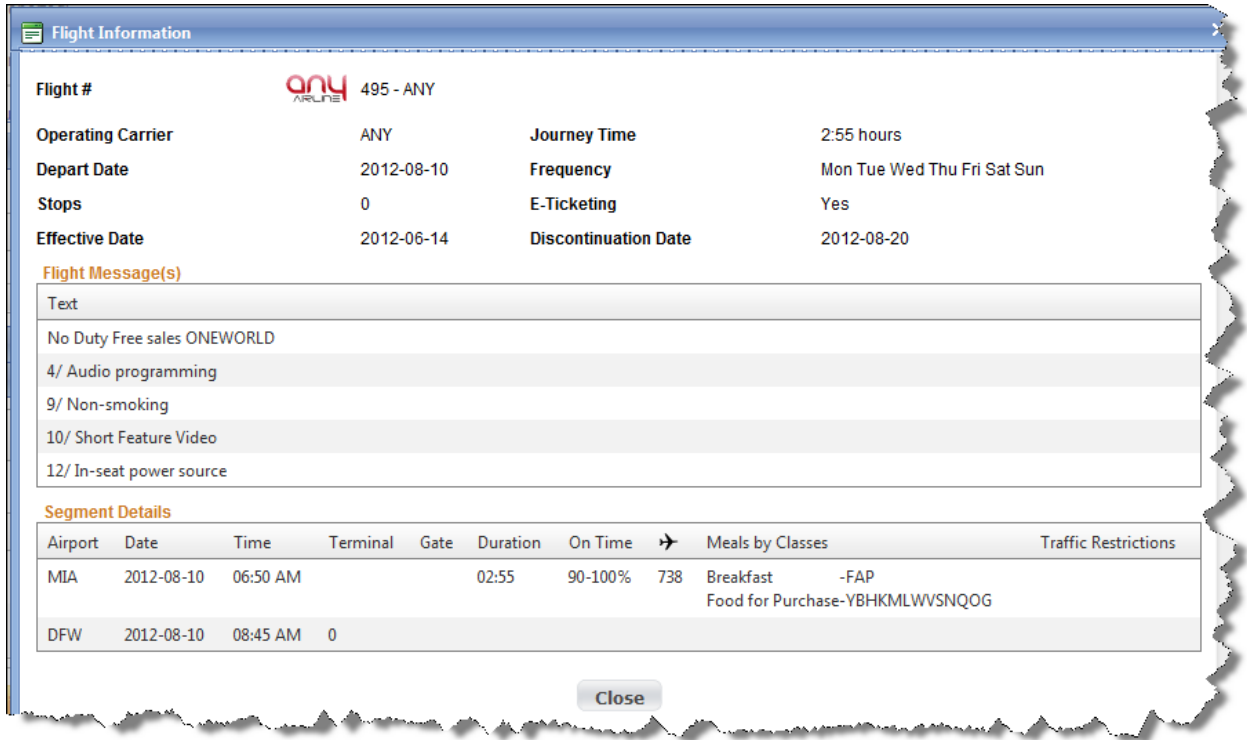 Flight Information
Flight # any AIRLINE 495 - ANY
Operating Carrier ANY Journey Time 2:55 hours
Depart Date 2012-08-10 Frequency Mon Tue Wed Thu Fri Sat Sun
Stops 0 E-Ticketing Yes
Effective Date 2012-06-14 Discontinuation Date 2012-08-20
Flight Message(s)
Text
No Duty Free sales ONEWORLD
4/ Audio programming
9/ Non-smoking
10/ Short Feature Video
12/ In-seat power source
Segment Details
Airport Date Time Terminal Gate Duration On Time Meals by Classes Traffic Restrictions
MIA 2012-08-10 06:50 AM 02:55 90-100% 738 Breakfast -FAP
Food for Purchase-YBHKMLWVSNQOG
DFW 2012-08-10 08:45 AM 0
Close